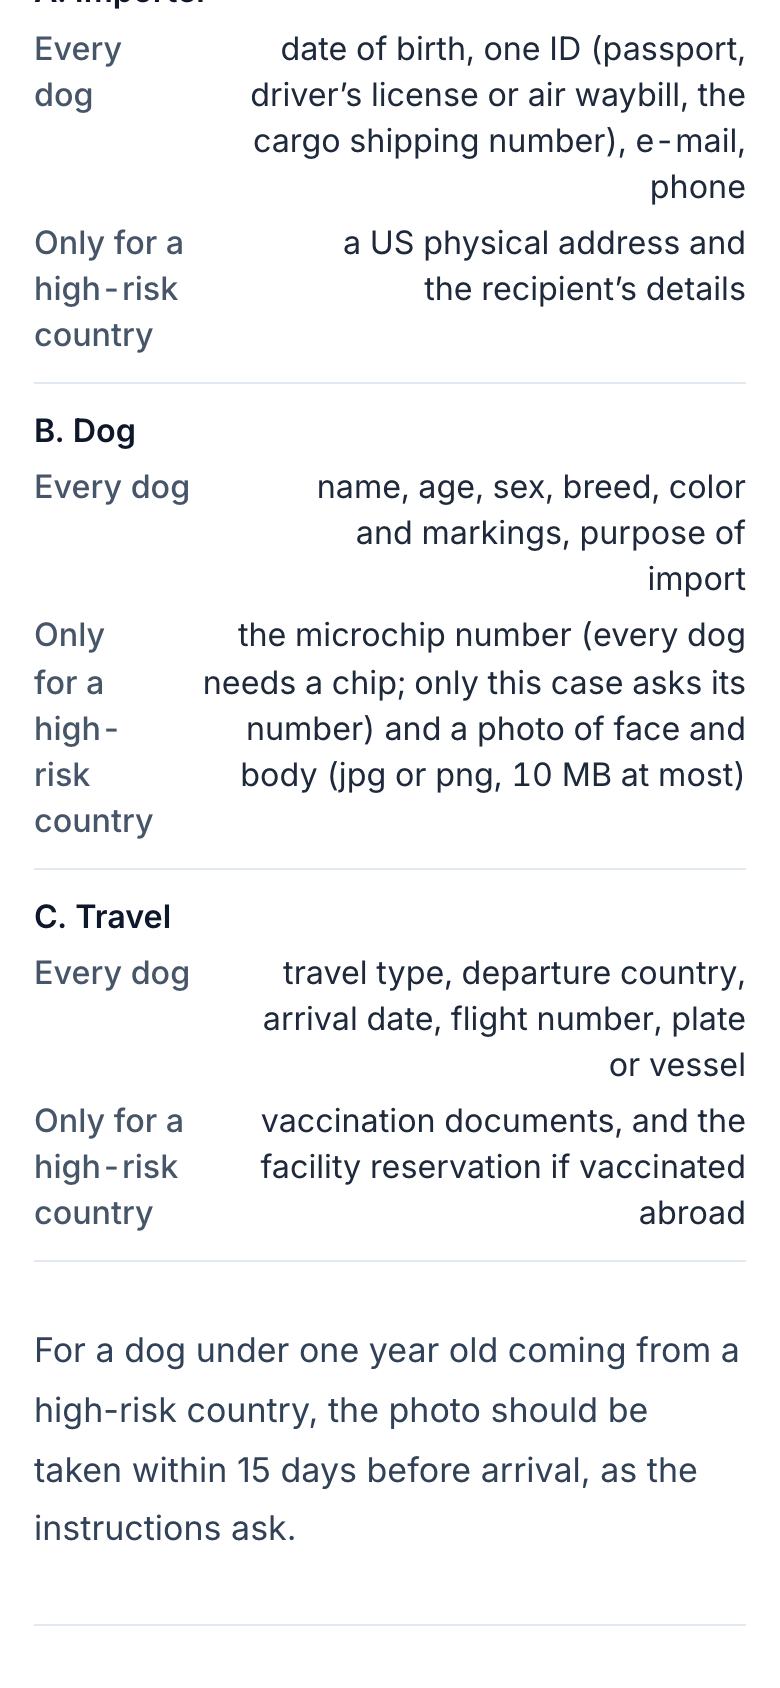 A. Importer
Every date of birth, one ID (passport,
dog driver’s license or air waybill, the
cargo shipping number), e-mail,
phone
Only for a a US physical address and
high-risk the recipient’s details
country
B. Dog
Every dog name, age, sex, breed, color
and markings, purpose of
import
Only the microchip number (every dog
for a needs a chip; only this case asks its
high- number) and a photo of face and
risk body (jpg or png, 10 MB at most)
country
C. Travel
Every dog travel type, departure country,
arrival date, flight number, plate
or vessel
Only for a vaccination documents, and the
high-risk facility reservation if vaccinated
country abroad
For a dog under one year old coming from a
high-risk country, the photo should be
taken within 15 days before arrival, as the
instructions ask.